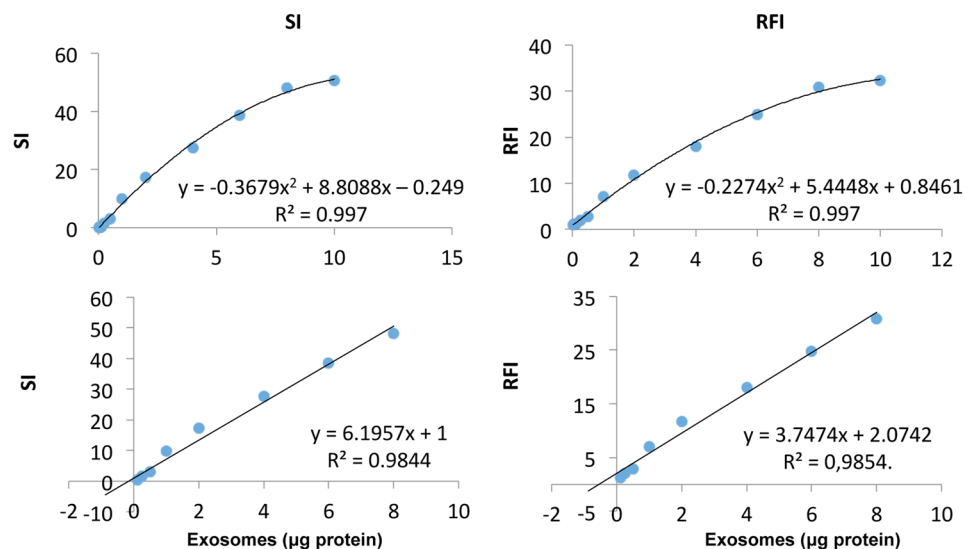 SI
RFI
60
40
20
0
SI
0
5
10
15
y = -0.3679x² + 8.8088x – 0.249
R² = 0.997
40
30
20
10
0
RFI
0
2
4
6
8
10
12
y = -0.2274x² + 5.4448x + 0.8461
R² = 0.997
60
50
40
30
20
10
0
-10
SI
-2
0
2
4
6
8
10
y = 6.1957x + 1
R² = 0.9844
Exosomes (µg protein)
35
25
15
5
-5
RFI
-2
0
2
4
6
8
10
y = 3.7474x + 2.0742
R² = 0,9854.
Exosomes (µg protein)